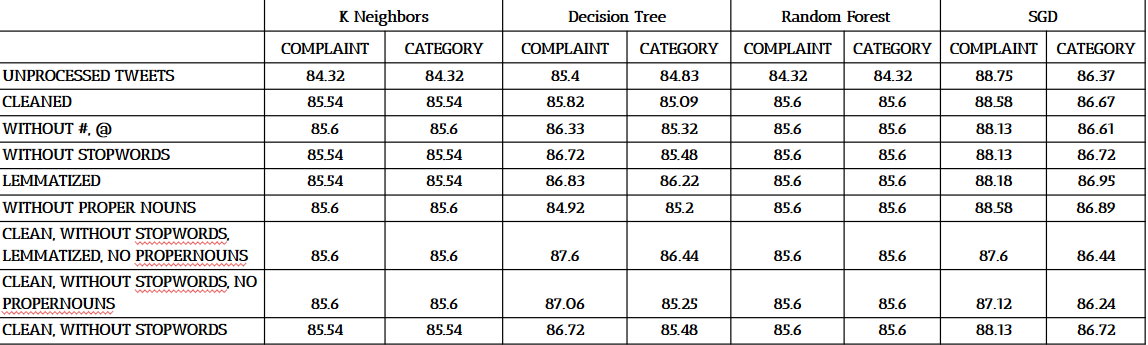 K Neighbors Decision Tree Random Forest SGD
COMPLAINT CATEGORY COMPLAINT CATEGORY COMPLAINT CATEGORY COMPLAINT CATEGORY
UNPROCESSED TWEETS 84.32 84.32 85.4 84.83 84.32 84.32 88.75 86.37
CLEANED 85.54 85.54 85.82 85.09 85.6 85.6 88.58 86.67
WITHOUT #, @ 85.6 85.6 86.33 85.32 85.6 85.6 88.13 86.61
WITHOUT STOPWORDS 85.54 85.54 86.72 85.48 85.6 85.6 88.13 86.72
LEMMATIZED 85.54 85.54 86.83 86.22 85.6 85.6 88.18 86.95
WITHOUT PROPER NOUNS 85.6 85.6 84.92 85.2 85.6 85.6 88.58 86.89
CLEAN, WITHOUT STOPWORDS,
LEMMATIZED, NO PROPERNOUNS 85.6 85.6 87.6 86.44 85.6 85.6 87.6 86.44
CLEAN, WITHOUT STOPWORDS, NO
PROPERNOUNS 85.6 85.6 87.06 85.25 85.6 85.6 87.12 86.24
CLEAN, WITHOUT STOPWORDS 85.54 85.54 86.72 85.48 85.6 85.6 88.13 86.72